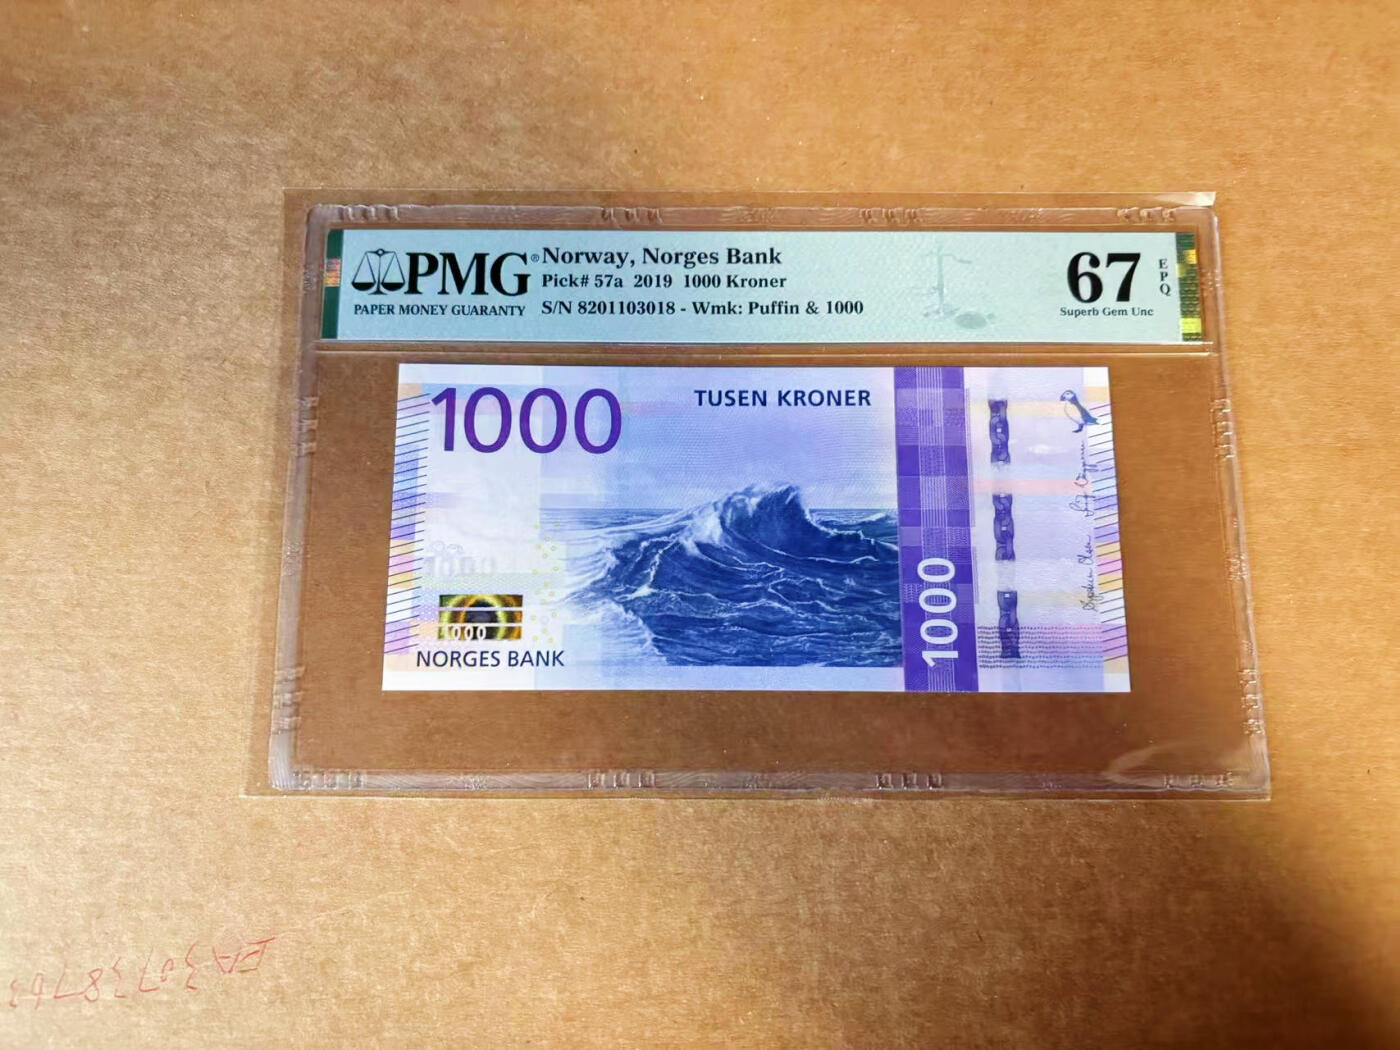 PMG®
PAPER MONEY GUARANTY
Norway, Norges Bank
Pick# 57a 2019 1000 Kroner
S/N 8201103018 - Wmk: Puffin & 1000
67
EPQ
Superb Gem Unc
1000
TUSEN KRONER
1000
NORGES BANK
1000